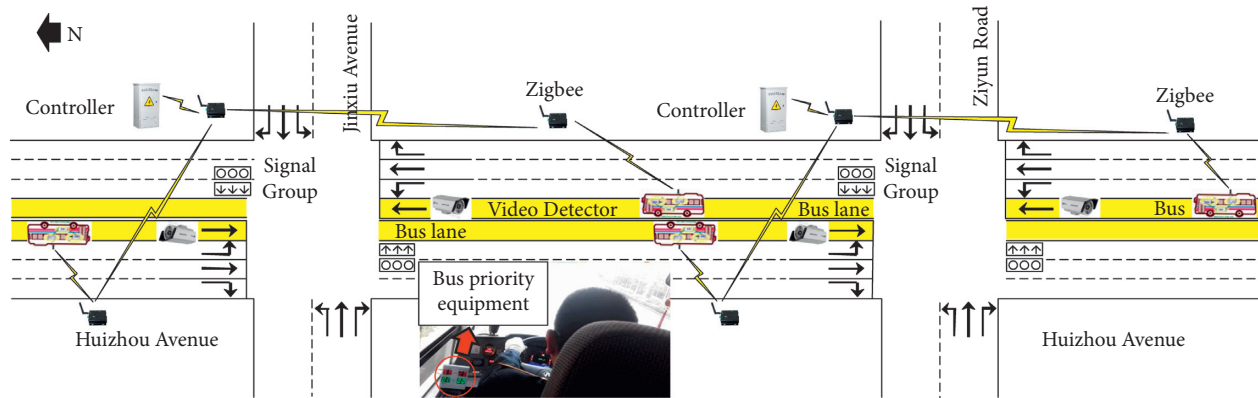 N
Controller
Jinxiu Avenue
Zigbee
Controller
Ziyun Road
Zigbee
Signal
Group
Signal
Group
Video Detector
Bus lane
Bus
Bus lane
Bus priority
equipment
Huizhou Avenue
Huizhou Avenue